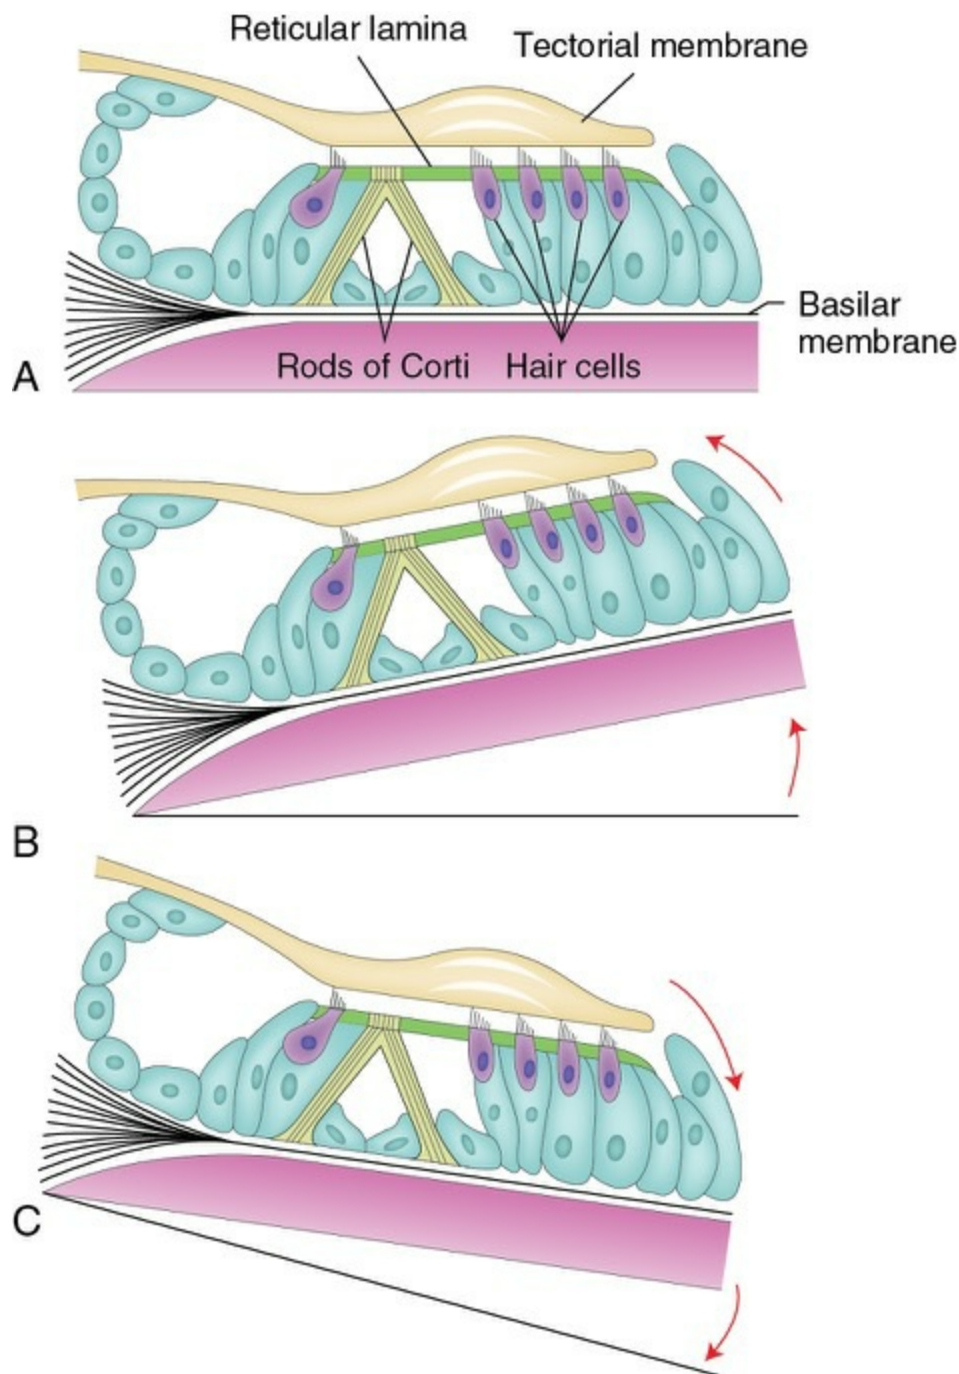 Reticular lamina
Tectorial membrane
Basilar
membrane
Rods of Corti
Hair cells
A
B
C